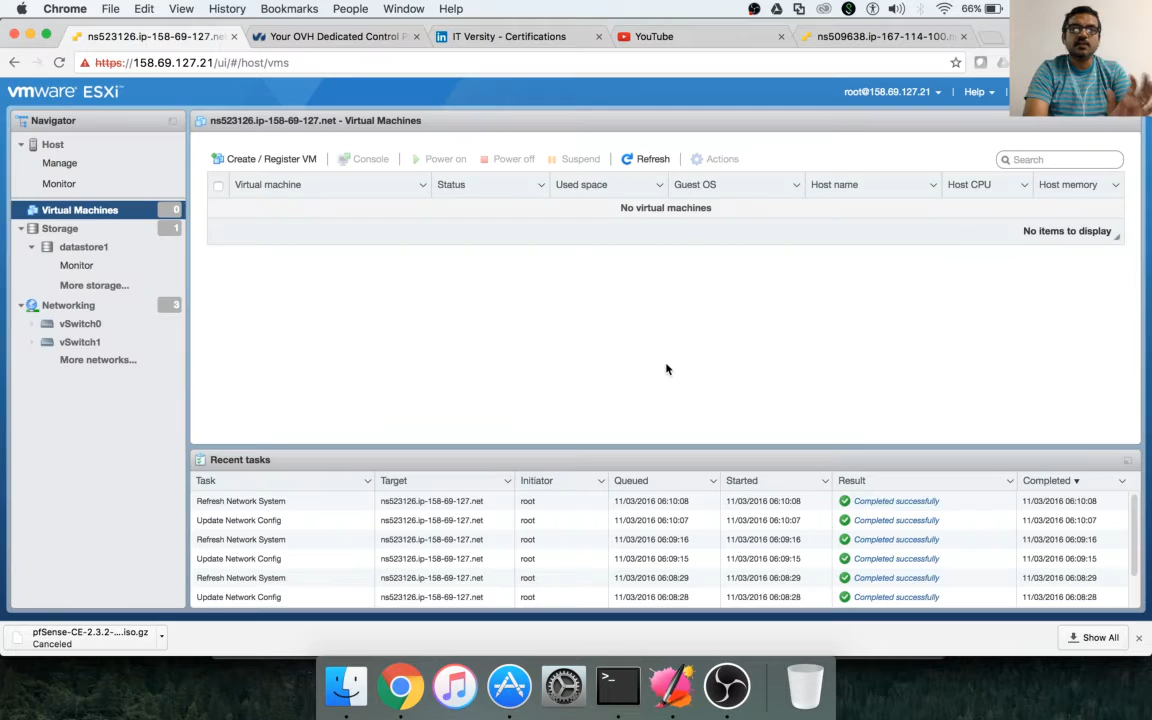 Chrome File Edit View History Bookmarks People Window Help 66%
ns523126.ip-158-69-127.ne
Your OVH Dedicated Control P
IT Versity - Certifications
YouTube
ns509638.ip-167-114-100.
https://158.69.127.21/ui/#/host/vms
vmware ESXi™
root@158.69.127.21 | Help |
Navigator
ns523126.ip-158-69-127.net - Virtual Machines
Host
Manage
Monitor
Virtual Machines 0
Storage 1
datastore1
Monitor
More storage...
Networking 3
vSwitch0
vSwitch1
More networks...
Create / Register VM | Console | Power on Power off Suspend | Refresh | Actions
Search
Virtual machine Status Used space Guest OS Host name Host CPU Host memory
No virtual machines
No items to display
Recent tasks
Task Target Initiator Queued Started Result Completed ▼
Refresh Network System ns523126.ip-158-69-127.net root 11/03/2016 06:10:08 11/03/2016 06:10:08 Completed successfully 11/03/2016 06:10:08
Update Network Config ns523126.ip-158-69-127.net root 11/03/2016 06:10:07 11/03/2016 06:10:07 Completed successfully 11/03/2016 06:10:07
Refresh Network System ns523126.ip-158-69-127.net root 11/03/2016 06:09:16 11/03/2016 06:09:16 Completed successfully 11/03/2016 06:09:16
Update Network Config ns523126.ip-158-69-127.net root 11/03/2016 06:09:15 11/03/2016 06:09:15 Completed successfully 11/03/2016 06:09:15
Refresh Network System ns523126.ip-158-69-127.net root 11/03/2016 06:08:29 11/03/2016 06:08:29 Completed successfully 11/03/2016 06:08:29
Update Network Config ns523126.ip-158-69-127.net root 11/03/2016 06:08:28 11/03/2016 06:08:28 Completed successfully 11/03/2016 06:08:28
pfSense-CE-2.3.2-....iso.gz
Canceled
Show All